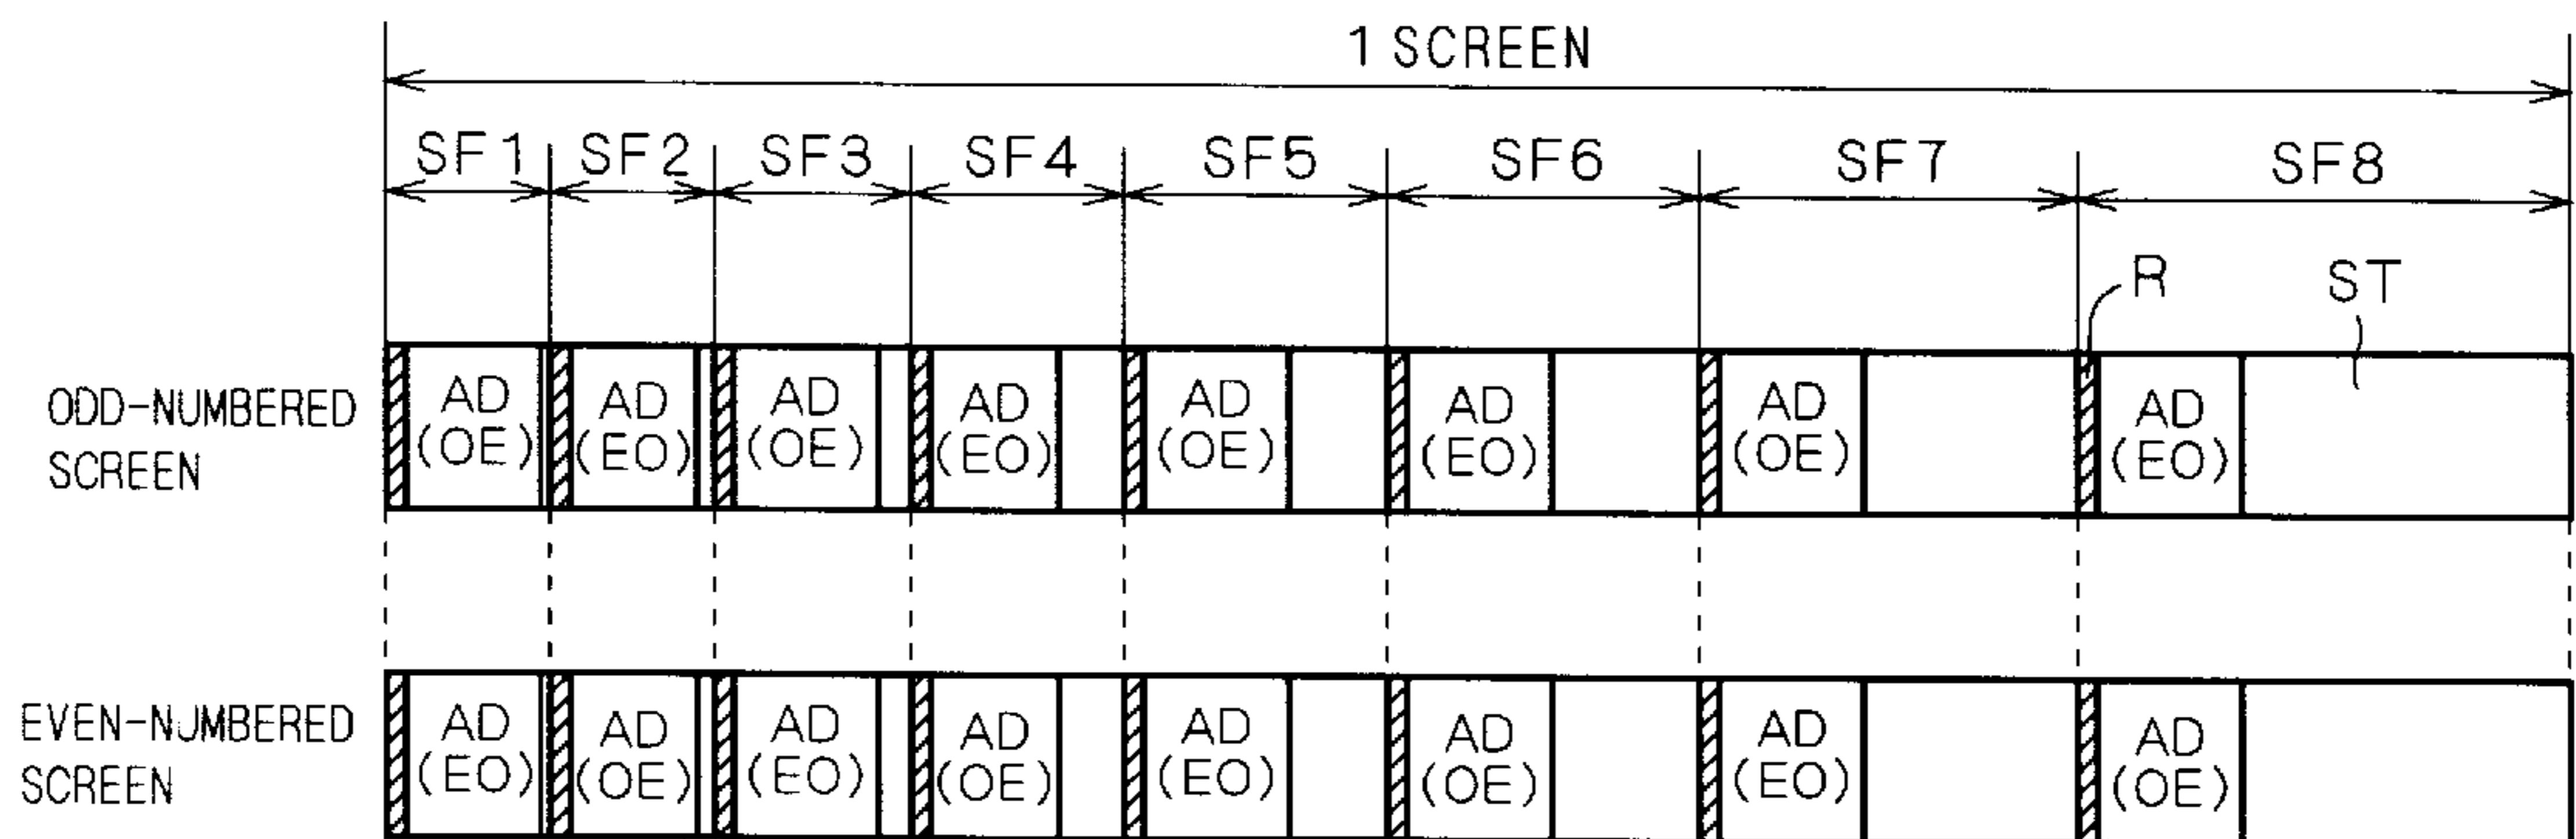 1 SCREEN
SF1 SF2 SF3 SF4 SF5 SF6 SF7 SF8
R ST
ODD-NUMBERED
SCREEN
AD AD AD AD AD AD AD AD
(OE) (EO) (OE) (EO) (OE) (EO) (OE) (EO)
EVEN-NUMBERED
SCREEN
AD AD AD AD AD AD AD AD
(EO) (OE) (EO) (OE) (EO) (OE) (EO) (OE)